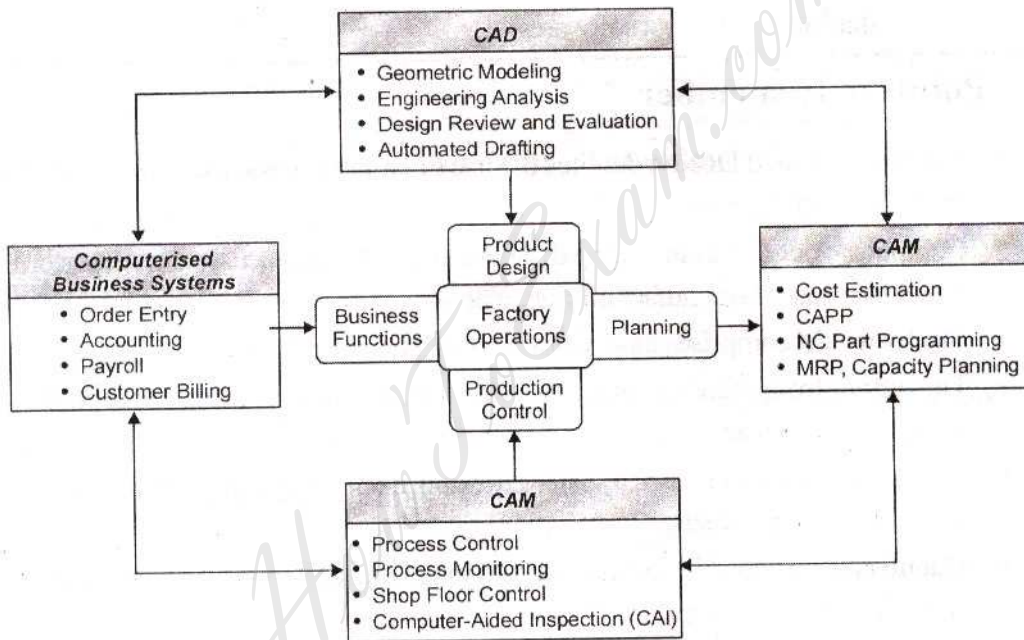 CAD
• Geometric Modeling
• Engineering Analysis
• Design Review and Evaluation
• Automated Drafting
Computerised
Business Systems
• Order Entry
• Accounting
• Payroll
• Customer Billing
Product
Design
Business
Functions
Factory
Operations
Planning
Production
Control
CAM
• Cost Estimation
• CAPP
• NC Part Programming
• MRP, Capacity Planning
CAM
• Process Control
• Process Monitoring
• Shop Floor Control
• Computer-Aided Inspection (CAI)
HowToExam.com